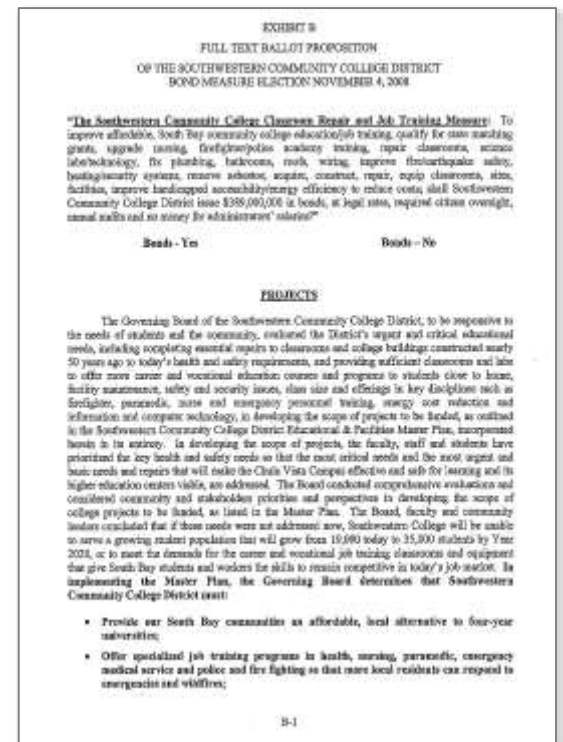 EXHIBIT B
FULL TEXT BALLOT PROPOSITION
OF THE SOUTHWESTERN COMMUNITY COLLEGE DISTRICT
BOND MEASURE ELECTION NOVEMBER 4, 2008
"The Southwestern Community College Classroom Repair and Job Training Measure: To
improve affordable, South Bay community college education/job training, qualify for state matching
grants, upgrade nursing, firefighter/police academy training, repair classrooms, science
labs/technology, fix plumbing, bathrooms, roofs, wiring, improve fire/earthquake safety,
heating/security systems, remove asbestos, acquire, construct, repair, equip classrooms, sites,
facilities, improve handicapped accessibility/energy efficiency to reduce costs; shall Southwestern
Community College District issue $389,000,000 in bonds, at legal rates, required citizen oversight,
annual audits and no money for administrators' salaries?"
Bonds - Yes Bonds – No
PROJECTS
The Governing Board of the Southwestern Community College District, to be responsive to
the needs of students and the community, evaluated the District's urgent and critical educational
needs, including completing essential repairs to classrooms and college buildings constructed nearly
50 years ago to today's health and safety requirements, and providing sufficient classrooms and labs
to offer more career and vocational education courses and programs to students close to home,
facility maintenance, safety and security issues, class size and offerings in key disciplines such as
firefighter, paramedic, nurse and emergency personnel training, energy cost reduction and
information and computer technology, in developing the scope of projects to be funded, as outlined
in the Southwestern Community College District Educational & Facilities Master Plan, incorporated
herein in its entirety. In developing the scope of projects, the faculty, staff and students have
prioritized the key health and safety needs so that the most critical needs and the most urgent and
basic needs and repairs that will make the Chula Vista Campus effective and safe for learning and its
higher education centers viable, are addressed. The Board conducted comprehensive evaluations and
considered community and stakeholders priorities and perspectives in developing the scope of
college projects to be funded, as listed in the Master Plan. The Board, faculty and community
leaders concluded that if these needs were not addressed now, Southwestern College will be unable
to serve a growing student population that will grow from 19,000 today to 35,000 students by Year
2020, or to meet the demands for the career and vocational job training classrooms and equipment
that give South Bay students and workers the skills to remain competitive in today's job market. In
implementing the Master Plan, the Governing Board determines that Southwestern
Community College District must:
• Provide our South Bay communities an affordable, local alternative to four-year
universities;
• Offer specialized job training programs in health, nursing, paramedic, emergency
medical service and police and fire fighting so that more local residents can respond to
emergencies and wildfires;
B-1